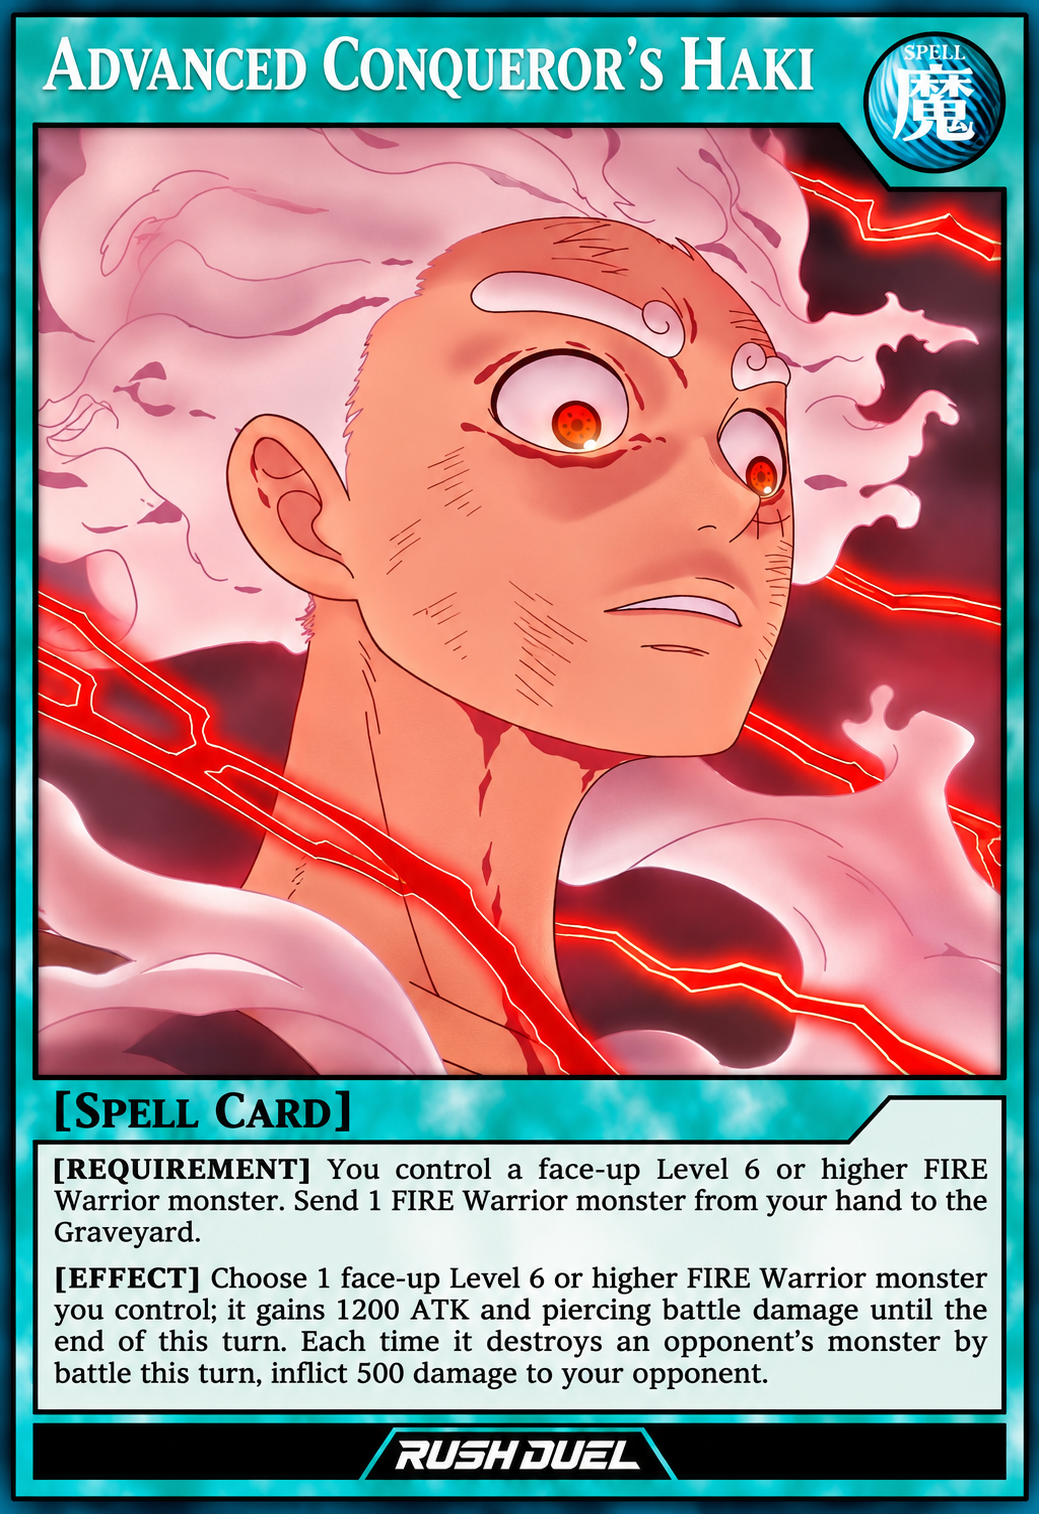 Advanced Conqueror's Haki
SPELL
魔
[Spell Card]
[REQUIREMENT] You control a face-up Level 6 or higher FIRE
Warrior monster. Send 1 FIRE Warrior monster from your hand to the
Graveyard.
[EFFECT] Choose 1 face-up Level 6 or higher FIRE Warrior monster
you control; it gains 1200 ATK and piercing battle damage until the
end of this turn. Each time it destroys an opponent's monster by
battle this turn, inflict 500 damage to your opponent.
RUSH DUEL